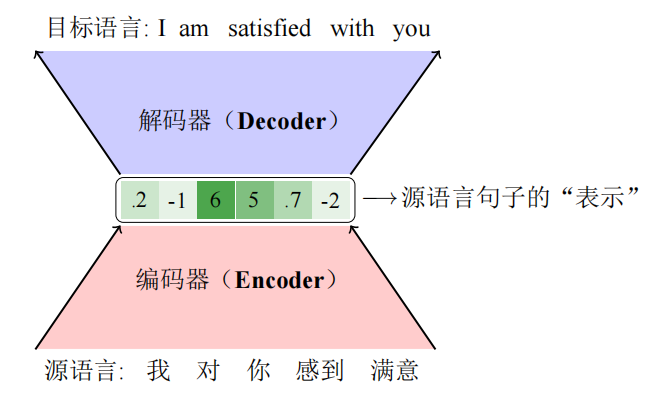 目标语言: I am satisfied with you
解码器（Decoder）
.2 -1 6 5 .7 -2 →源语言句子的“表示”
编码器（Encoder）
源语言: 我 对 你 感到 满意